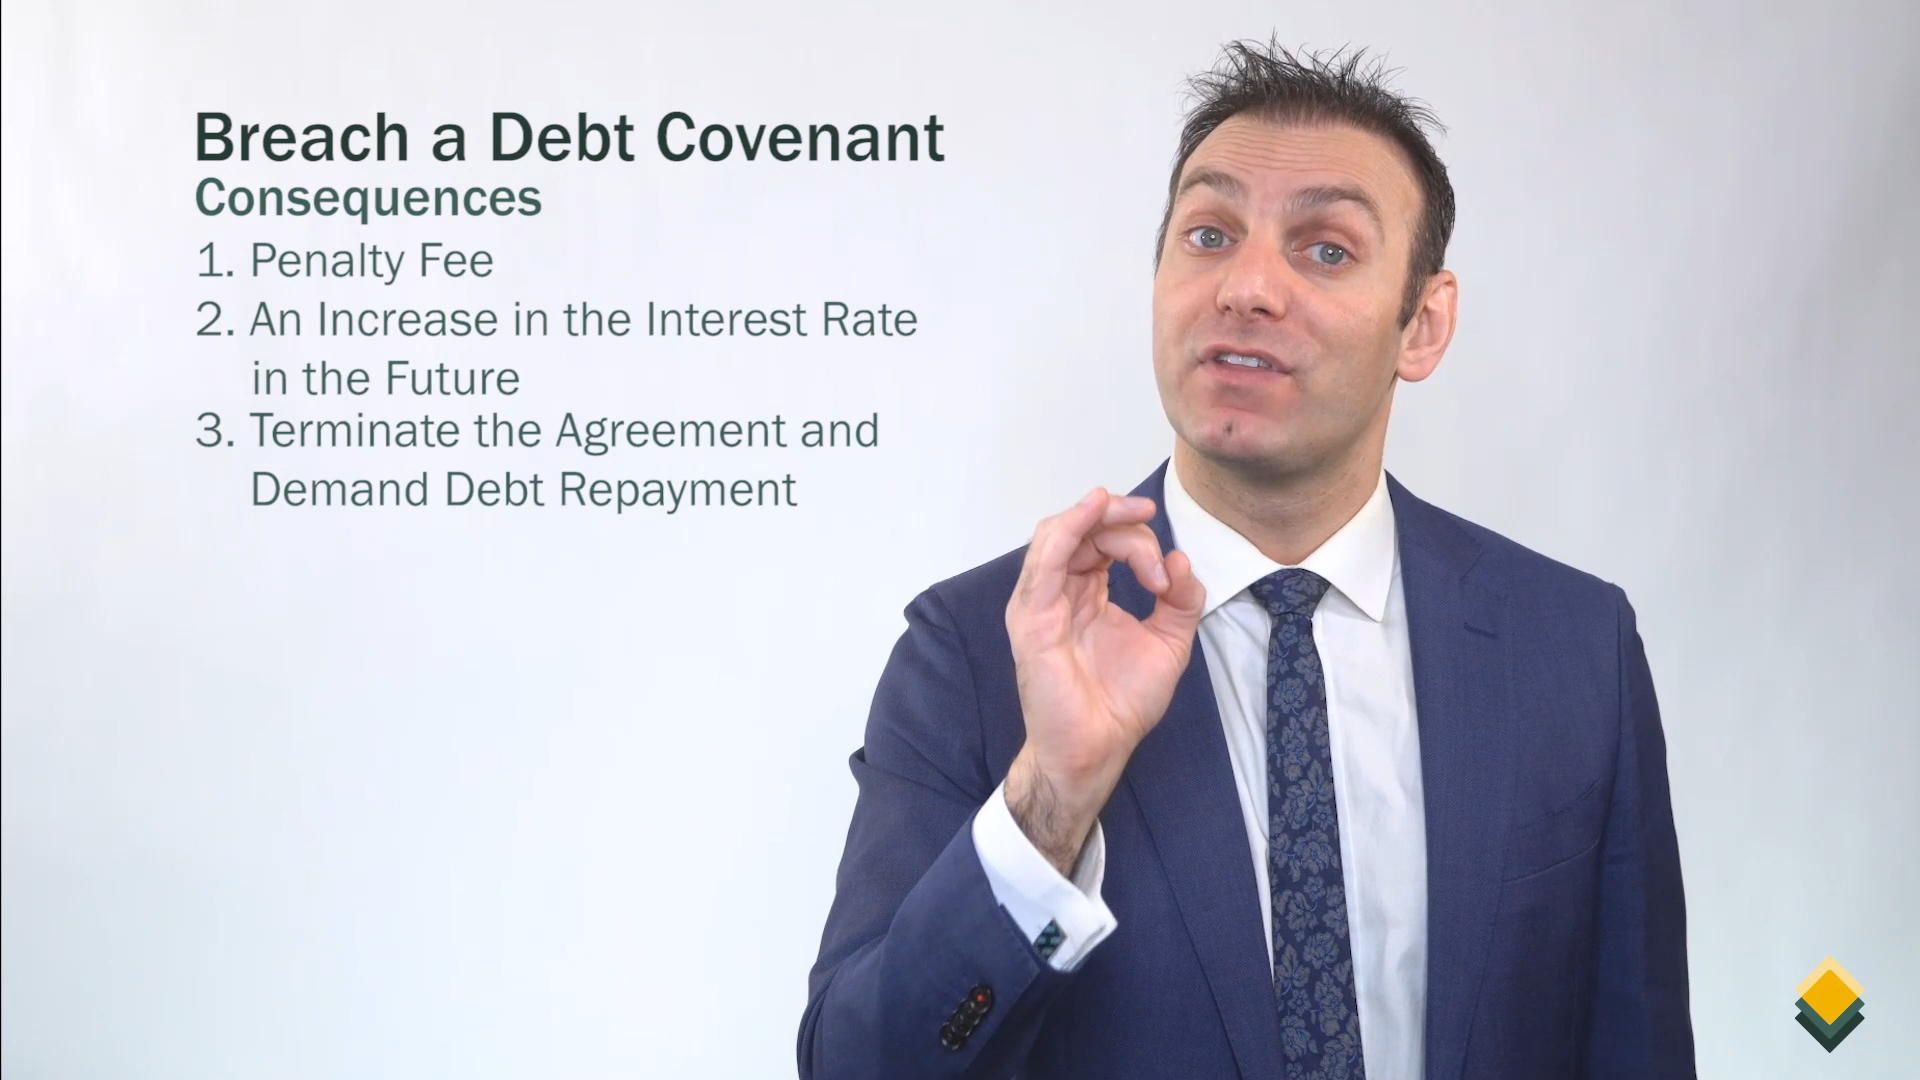 Breach a Debt Covenant
Consequences
1. Penalty Fee
2. An Increase in the Interest Rate
in the Future
3. Terminate the Agreement and
Demand Debt Repayment